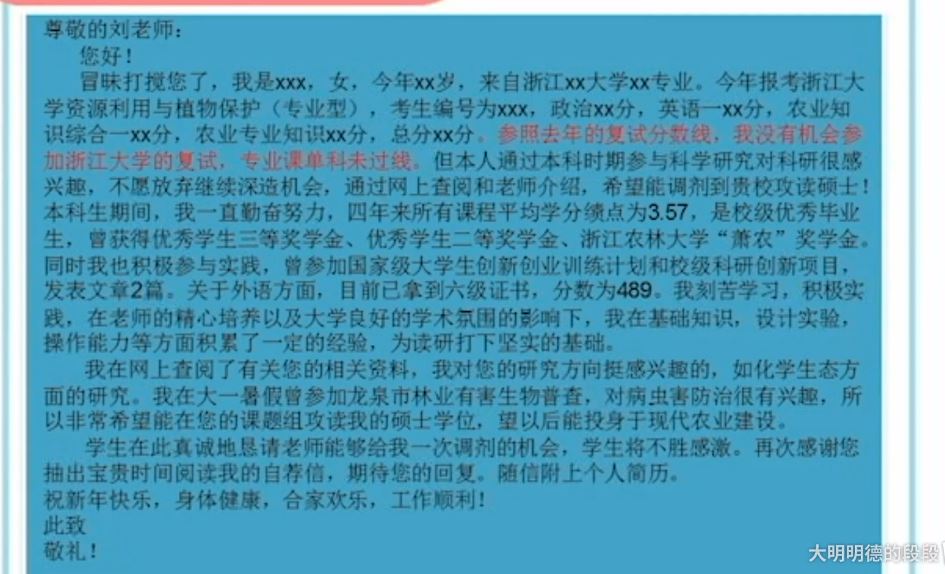 尊敬的刘老师：
您好！
冒昧打搅您了，我是xxx，女，今年xx岁，来自浙江xx大学xx专业。今年报考浙江大
学资源利用与植物保护（专业型），考生编号为xxx，政治xx分，英语一xx分，农业知
识综合一xx分，农业专业知识xx分，总分xx分。参照去年的复试分数线，我没有机会参
加浙江大学的复试，专业课单科未过线。但本人通过本科时期参与科学研究对科研很感
兴趣，不愿放弃继续深造机会，通过网上查阅和老师介绍，希望能调剂到贵校攻读硕士！
本科生期间，我一直勤奋努力，四年来所有课程平均学分绩点为3.57，是校级优秀毕业
生，曾获得优秀学生三等奖学金、优秀学生二等奖学金、浙江农林大学“萧农”奖学金。
同时我也积极参与实践，曾参加国家级大学生创新创业训练计划和校级科研创新项目，
发表文章2篇。关于外语方面，目前已拿到六级证书，分数为489。我刻苦学习，积极实
践，在老师的精心培养以及大学良好的学术氛围的影响下，我在基础知识，设计实验，
操作能力等方面积累了一定的经验，为读研打下坚实的基础。
我在网上查阅了有关您的相关资料，我对您的研究方向挺感兴趣的，如化学生态方
面的研究。我在大一暑假曾参加龙泉市林业有害生物普查，对病虫害防治很有兴趣，所
以非常希望能在您的课题组攻读我的硕士学位，望以后能投身于现代农业建设。
学生在此真诚地恳请老师能够给我一次调剂的机会，学生将不胜感激。再次感谢您
抽出宝贵时间阅读我的自荐信，期待您的回复。随信附上个人简历。
祝新年快乐，身体健康，合家欢乐，工作顺利！
此致
敬礼！
大明明德的段段